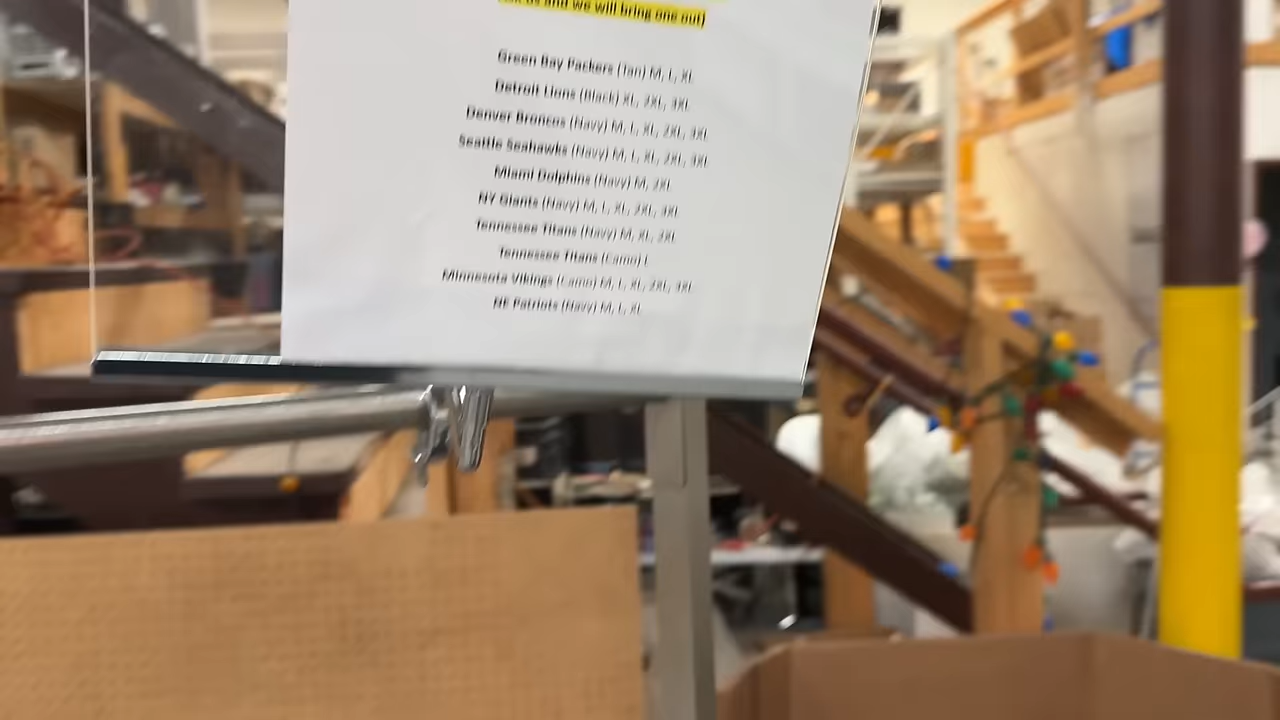 us and we will bring one out)
Green Bay Packers (Tan) M, L, XL
Detroit Lions (Black) XL, 2XL, 3XL
Denver Broncos (Navy) M, L, XL, 2XL, 3XL
Seattle Seahawks (Navy) M, L, XL, 2XL, 3XL
Miami Dolphins (Navy) M, 2XL
NY Giants (Navy) M, L, XL, 2XL, 3XL
Tennessee Titans (Navy) M, XL, 2XL
Tennessee Titans (Camo) L
Minnesota Vikings (Camo) M, L, XL, 2XL, 3XL
NE Patriots (Navy) M, L, XL